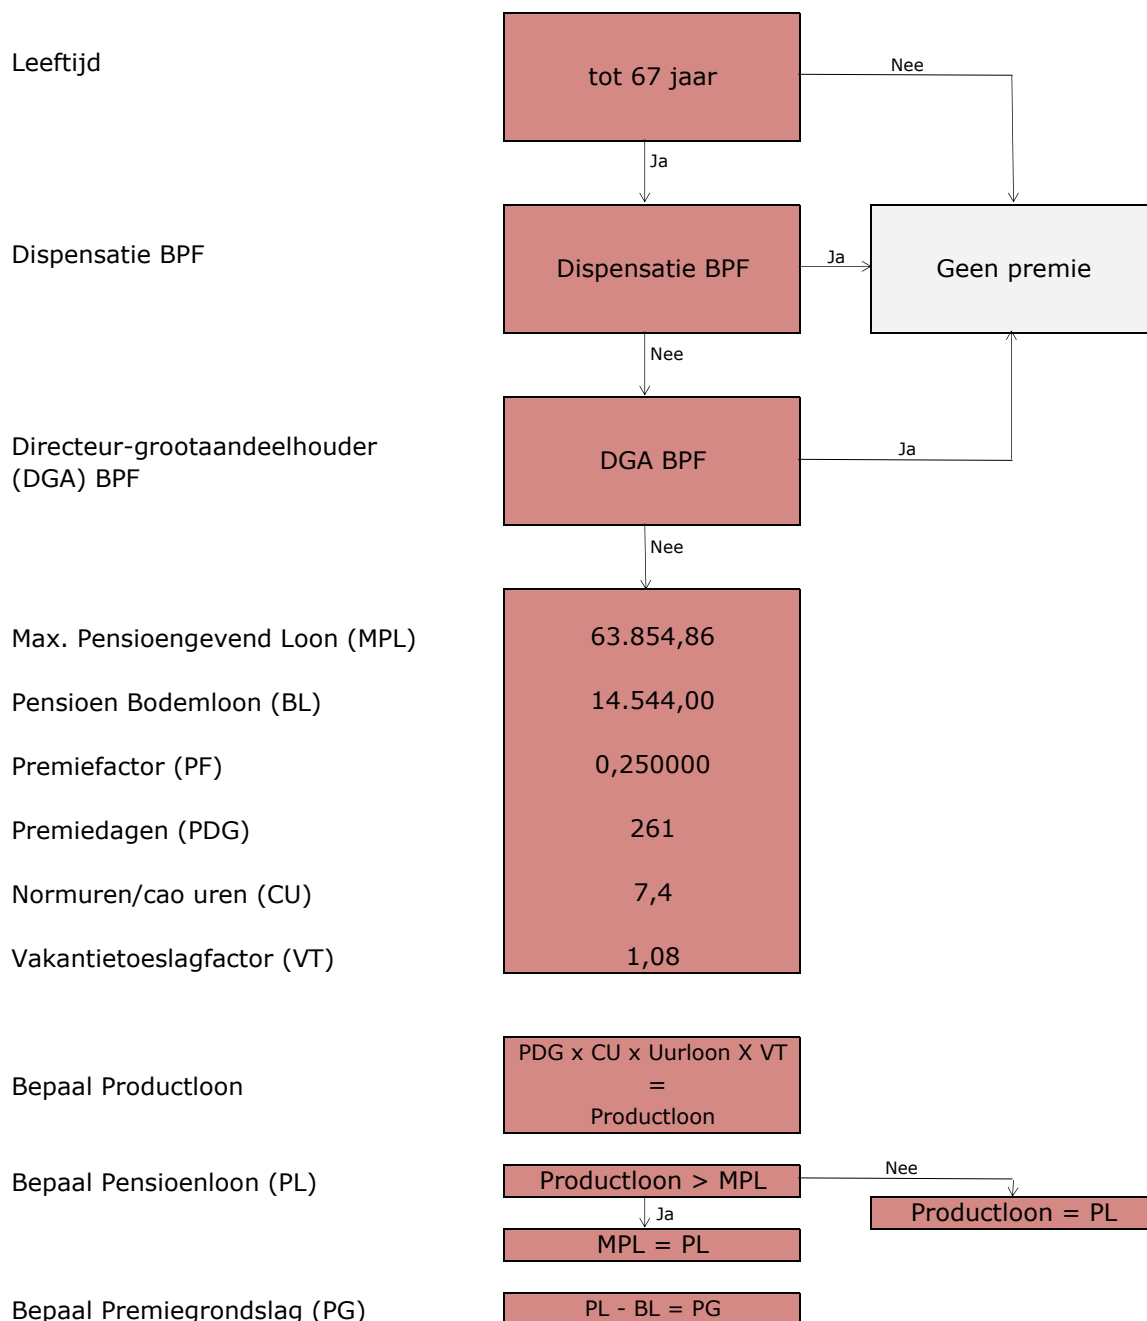 Leeftijd
tot 67 jaar
Nee
Ja
Dispensatie BPF
Dispensatie BPF
Ja
Geen premie
Nee
Directeur-grootaandeelhouder
(DGA) BPF
DGA BPF
Ja
Nee
Max. Pensioengevend Loon (MPL)
63.854,86
Pensioen Bodemloon (BL)
14.544,00
Premiefactor (PF)
0,250000
Premiedagen (PDG)
261
Normuren/cao uren (CU)
7,4
Vakantietoeslagfactor (VT)
1,08
Bepaal Productloon
PDG x CU x Uurloon X VT
=
Productloon
Bepaal Pensioenloon (PL)
Productloon > MPL
Nee
Ja
Productloon = PL
MPL = PL
Bepaal Premiegrondslag (PG)
PL - BL = PG